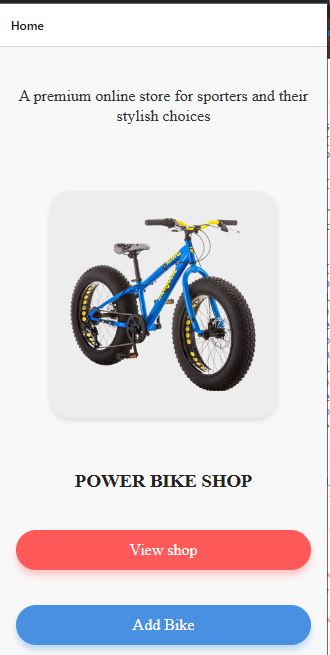 Home
A premium online store for sporters and their
stylish choices
POWER BIKE SHOP
View shop
Add Bike